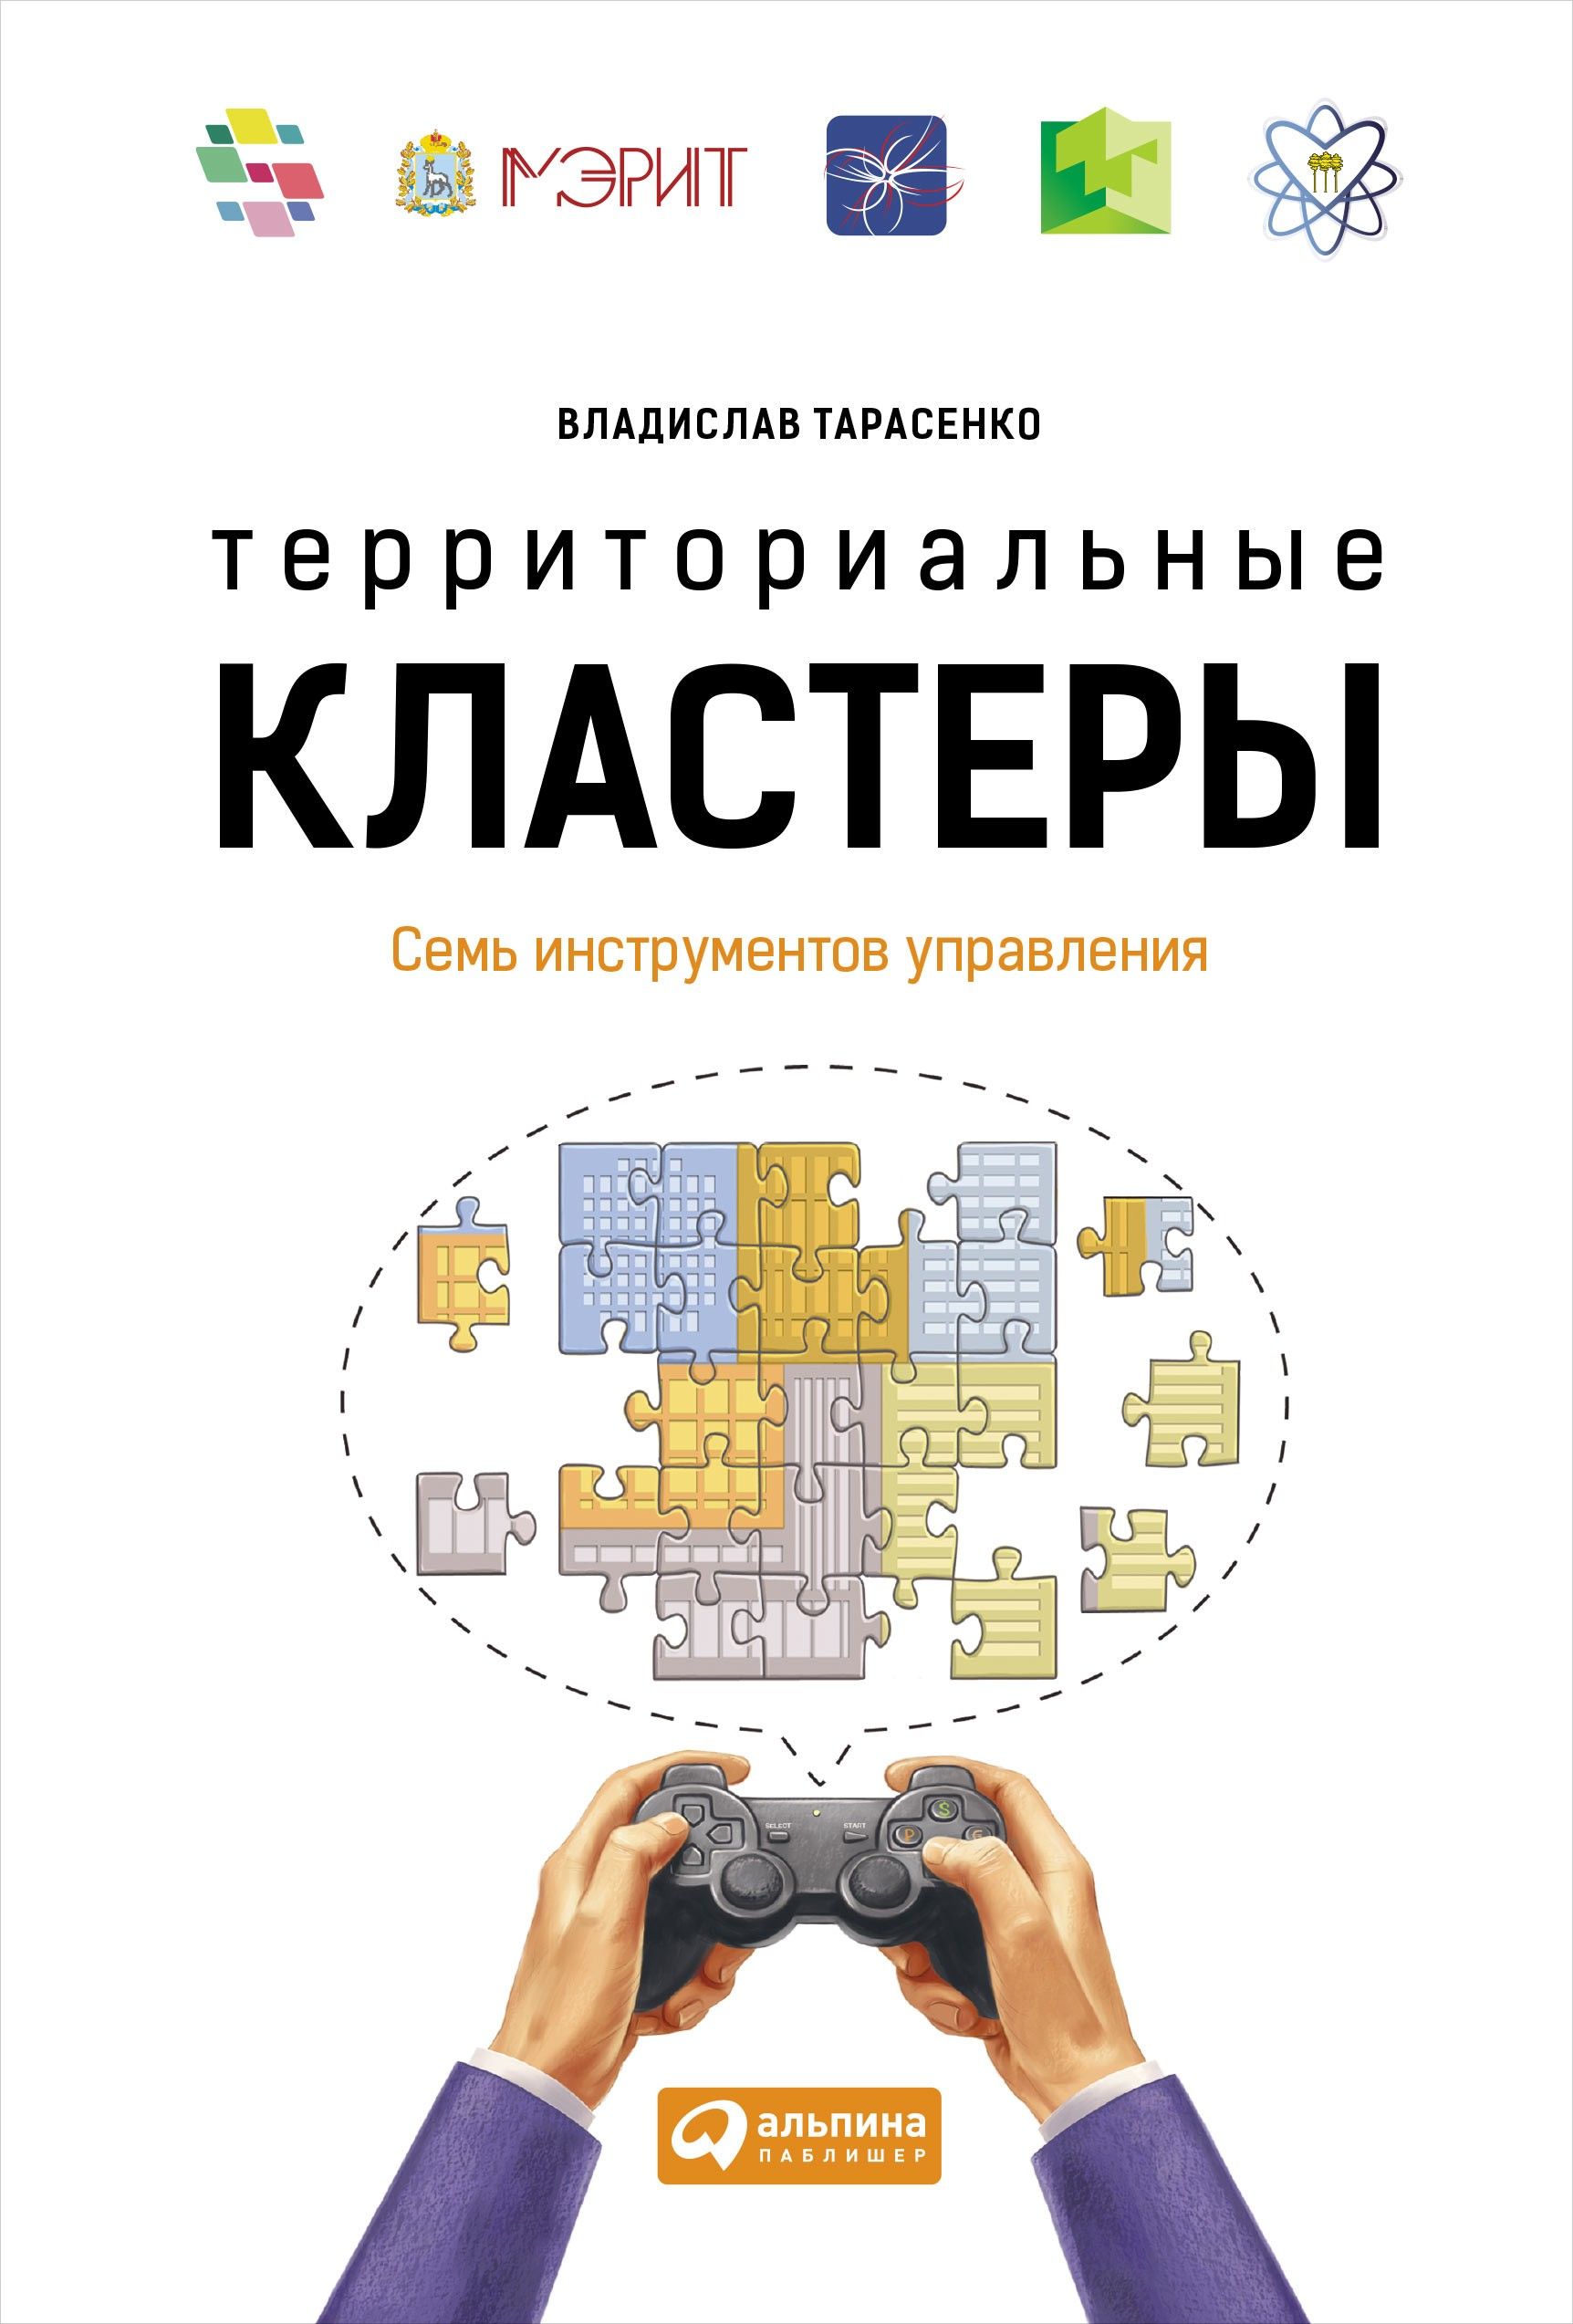 МЭРИТ
ВЛАДИСЛАВ ТАРАСЕНКО
территориальные
КЛАСТЕРЫ
Семь инструментов управления
SELECT
START
$
Р
€
альпина
ПАБЛИШЕР